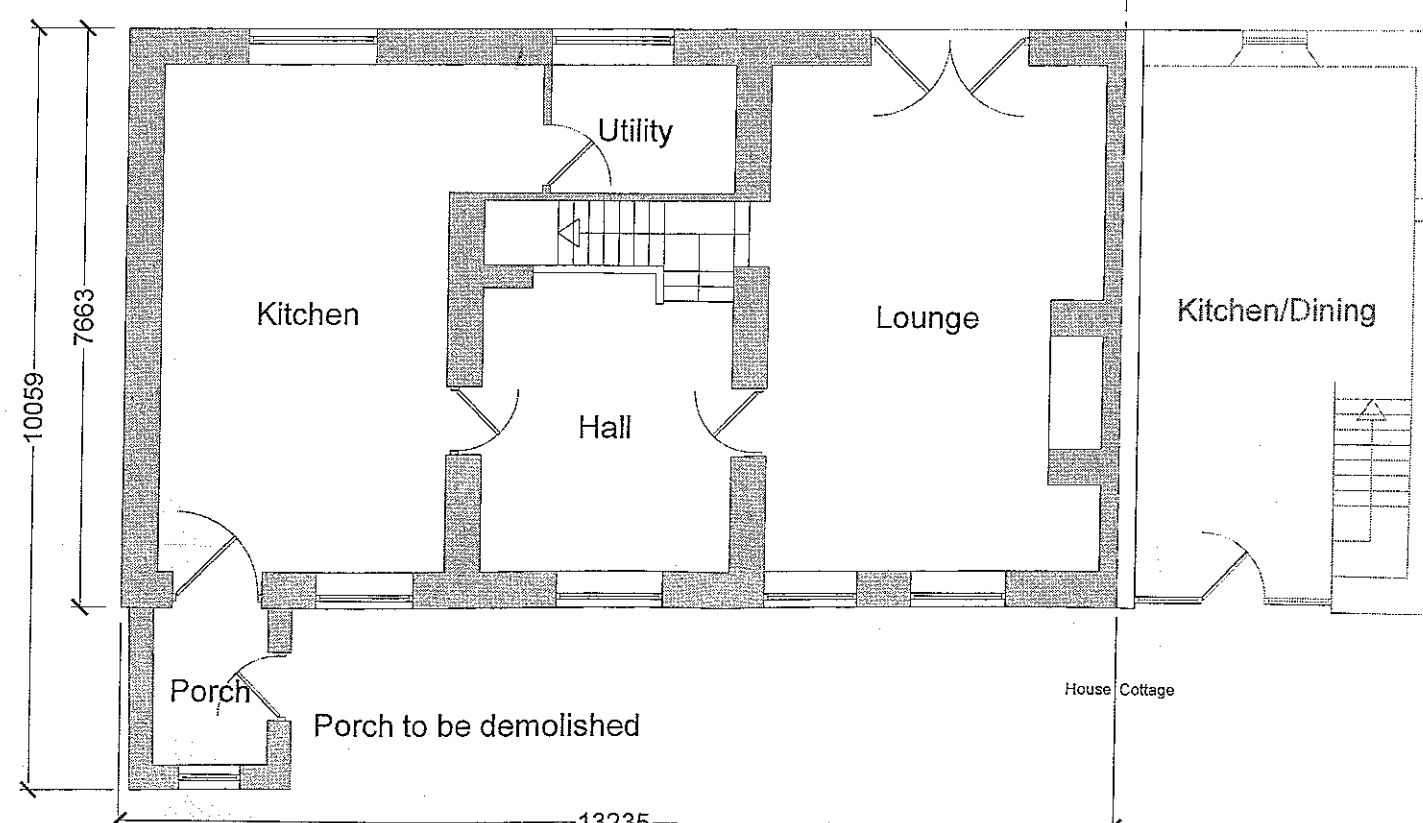 Utility
7663
10059
Kitchen
Lounge
Kitchen/Dining
Hall
Porch
House Cottage
Porch to be demolished
13235